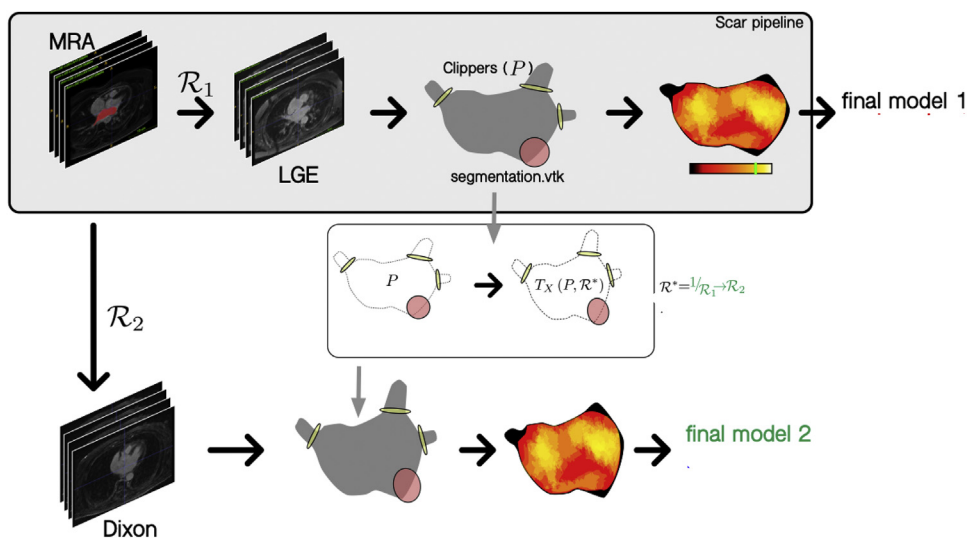 Scar pipeline
MRA
R₁
LGE
Clippers (P)
segmentation.vtk
final model 1
P
T_X (P, R*)
R*=1/R₁→R₂
R₂
Dixon
final model 2